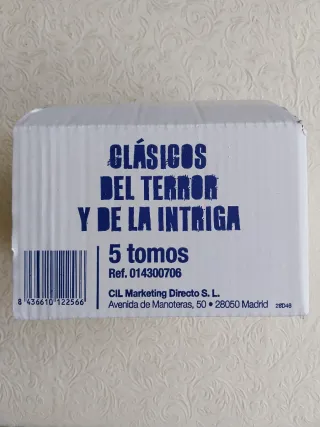 CLÁSICOS
DEL TERROR
Y DE LA INTRIGA
5 tomos
Ref. 014300706
CIL Marketing Directo S. L.
Avenida de Manoteras, 50 • 28050 Madrid
28048
8 436610 122566